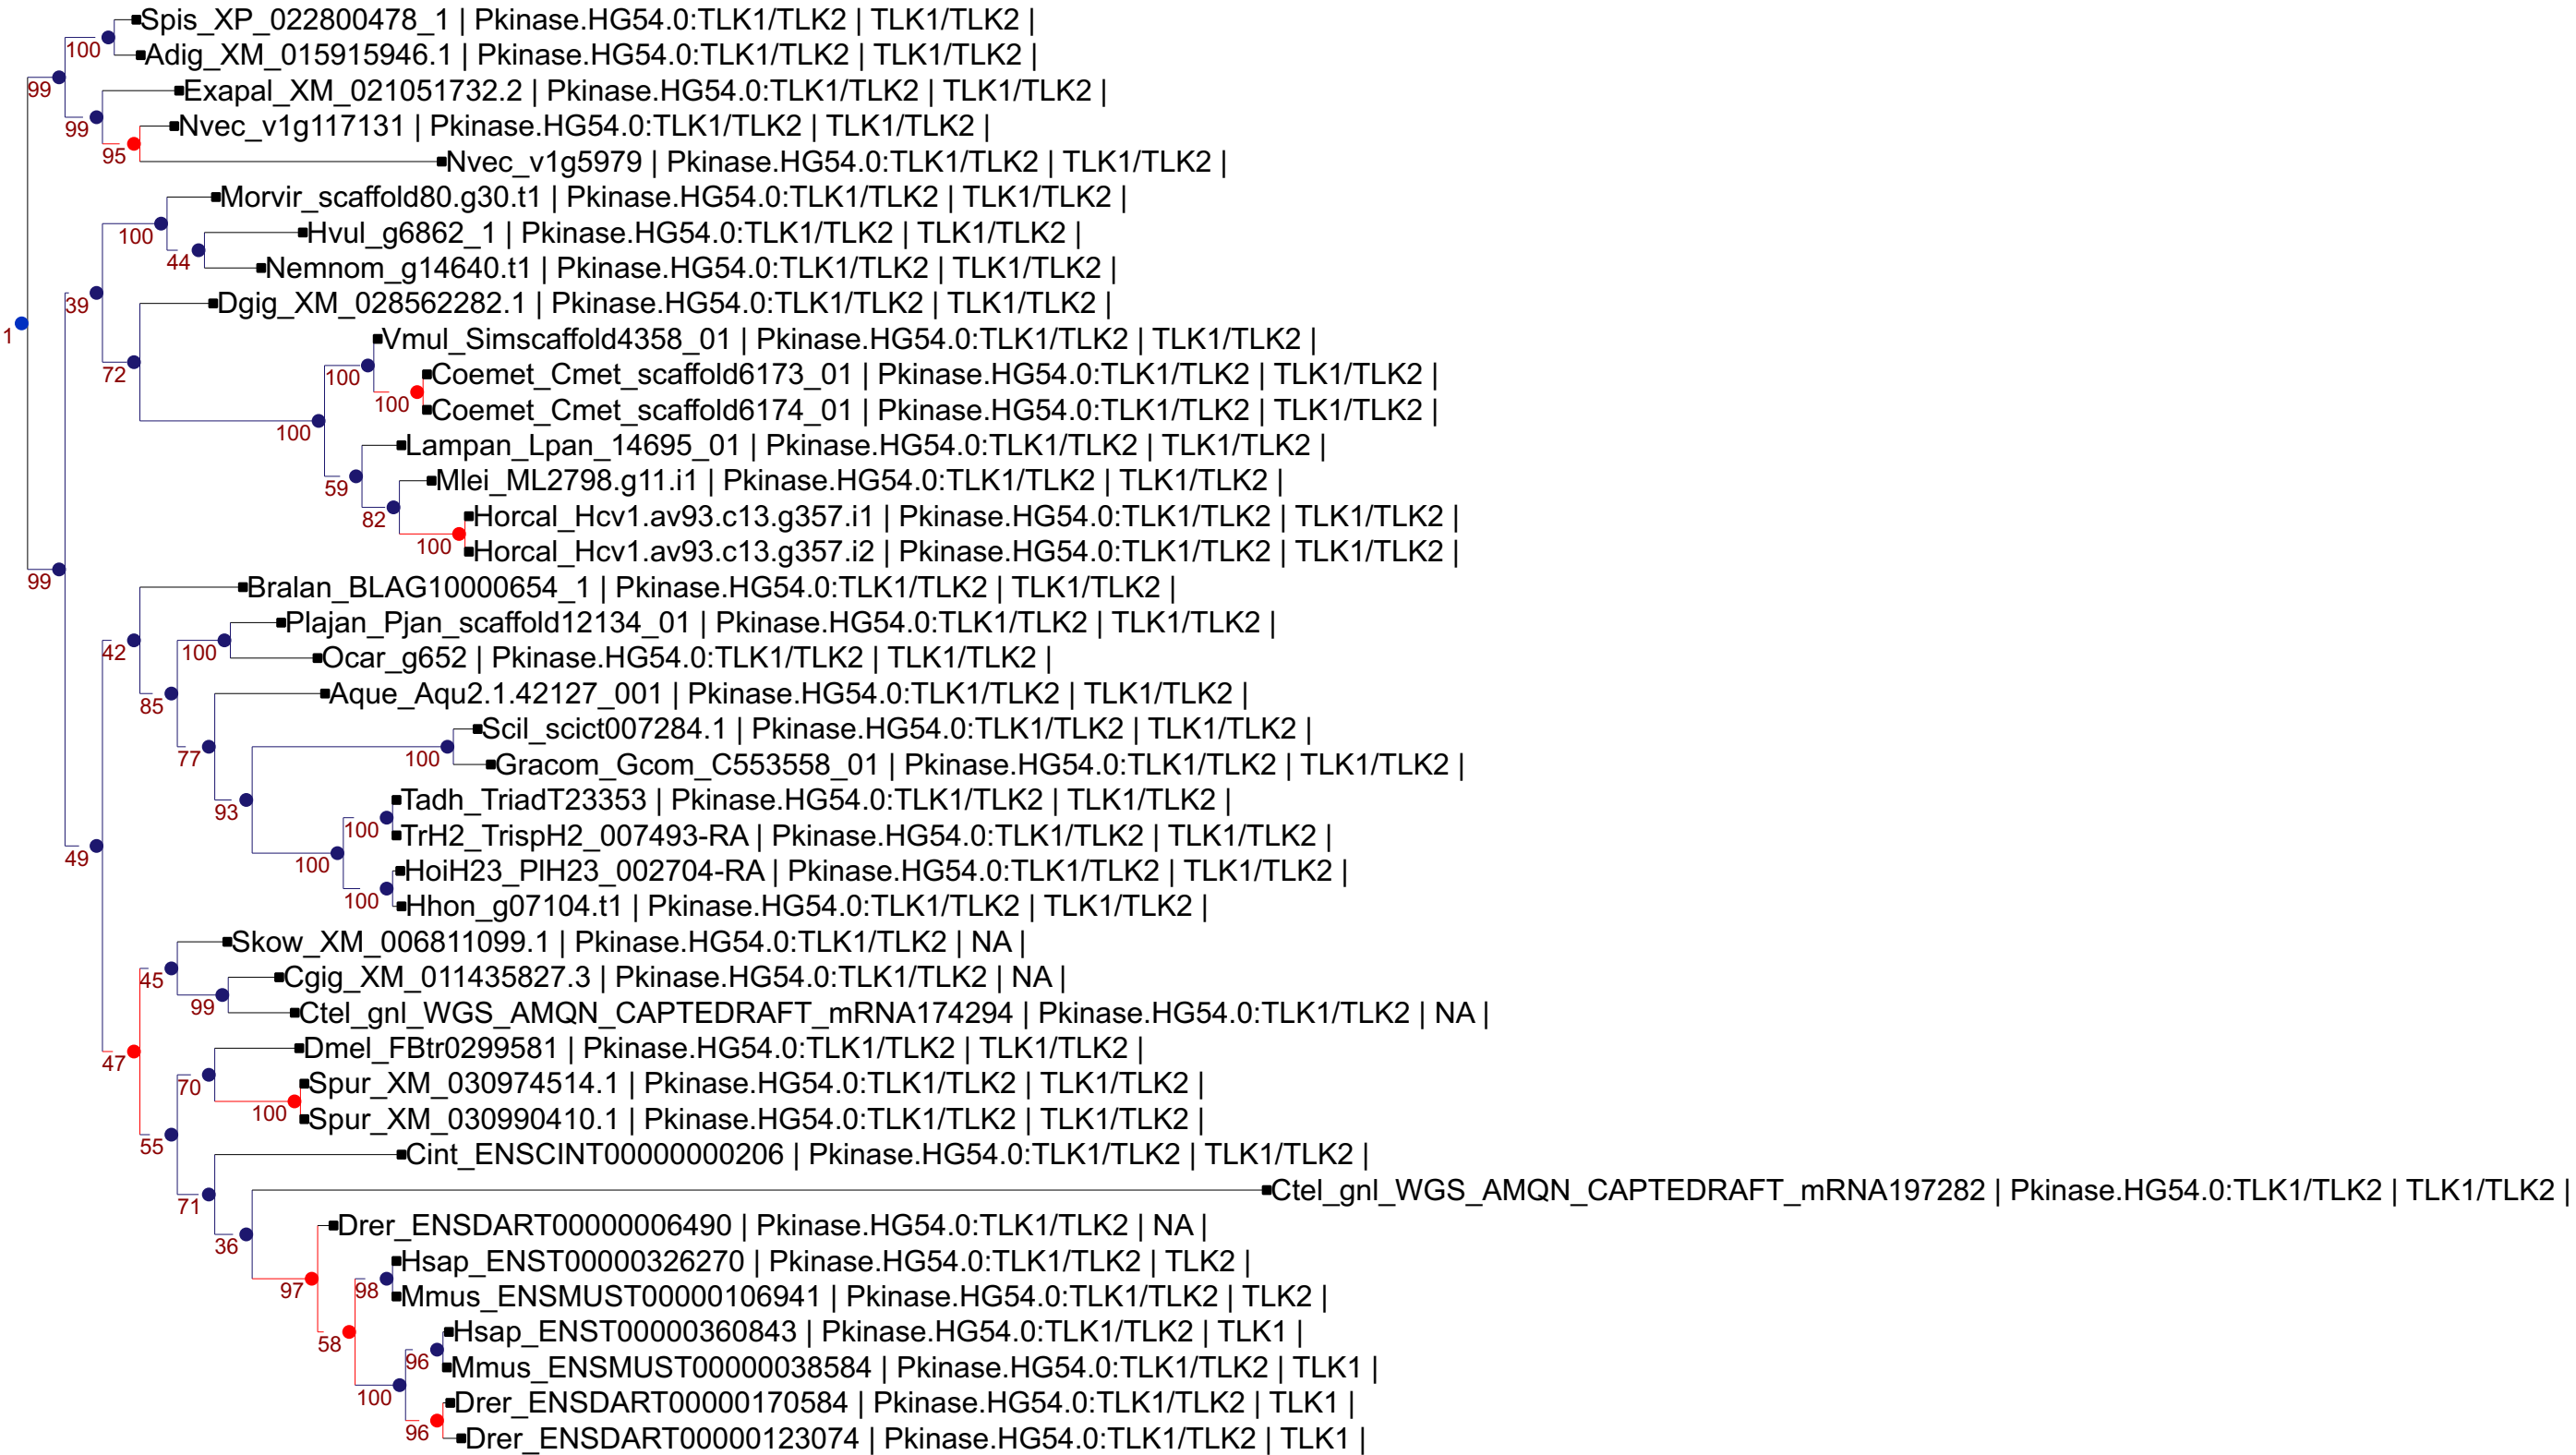 Spis_XP_022800478_1 | Pkinase.HG54.0:TLK1/TLK2 | TLK1/TLK2 |
100
Adig_XM_015915946.1 | Pkinase.HG54.0:TLK1/TLK2 | TLK1/TLK2 |
99
Exapal_XM_021051732.2 | Pkinase.HG54.0:TLK1/TLK2 | TLK1/TLK2 |
99
Nvec_v1g117131 | Pkinase.HG54.0:TLK1/TLK2 | TLK1/TLK2 |
95
Nvec_v1g5979 | Pkinase.HG54.0:TLK1/TLK2 | TLK1/TLK2 |
Morvir_scaffold80.g30.t1 | Pkinase.HG54.0:TLK1/TLK2 | TLK1/TLK2 |
100
Hvul_g6862_1 | Pkinase.HG54.0:TLK1/TLK2 | TLK1/TLK2 |
44
Nemnom_g14640.t1 | Pkinase.HG54.0:TLK1/TLK2 | TLK1/TLK2 |
39
Dgig_XM_028562282.1 | Pkinase.HG54.0:TLK1/TLK2 | TLK1/TLK2 |
1
Vmul_Simscaffold4358_01 | Pkinase.HG54.0:TLK1/TLK2 | TLK1/TLK2 |
72
100
Coemet_Cmet_scaffold6173_01 | Pkinase.HG54.0:TLK1/TLK2 | TLK1/TLK2 |
100
Coemet_Cmet_scaffold6174_01 | Pkinase.HG54.0:TLK1/TLK2 | TLK1/TLK2 |
100
Lampan_Lpan_14695_01 | Pkinase.HG54.0:TLK1/TLK2 | TLK1/TLK2 |
59
Mlei_ML2798.g11.i1 | Pkinase.HG54.0:TLK1/TLK2 | TLK1/TLK2 |
82
Horcal_Hcv1.av93.c13.g357.i1 | Pkinase.HG54.0:TLK1/TLK2 | TLK1/TLK2 |
100
Horcal_Hcv1.av93.c13.g357.i2 | Pkinase.HG54.0:TLK1/TLK2 | TLK1/TLK2 |
99
Bralan_BLAG10000654_1 | Pkinase.HG54.0:TLK1/TLK2 | TLK1/TLK2 |
Plajan_Pjan_scaffold12134_01 | Pkinase.HG54.0:TLK1/TLK2 | TLK1/TLK2 |
42
100
Ocar_g652 | Pkinase.HG54.0:TLK1/TLK2 | TLK1/TLK2 |
Aque_Aqu2.1.42127_001 | Pkinase.HG54.0:TLK1/TLK2 | TLK1/TLK2 |
85
Scil_scict007284.1 | Pkinase.HG54.0:TLK1/TLK2 | TLK1/TLK2 |
77
100
Gracom_Gcom_C553558_01 | Pkinase.HG54.0:TLK1/TLK2 | TLK1/TLK2 |
Tadh_TriadT23353 | Pkinase.HG54.0:TLK1/TLK2 | TLK1/TLK2 |
93
100
TrH2_TrispH2_007493-RA | Pkinase.HG54.0:TLK1/TLK2 | TLK1/TLK2 |
49
100
HoiH23_PlH23_002704-RA | Pkinase.HG54.0:TLK1/TLK2 | TLK1/TLK2 |
100
Hhon_g07104.t1 | Pkinase.HG54.0:TLK1/TLK2 | TLK1/TLK2 |
Skow_XM_006811099.1 | Pkinase.HG54.0:TLK1/TLK2 | NA |
45
Cgig_XM_011435827.3 | Pkinase.HG54.0:TLK1/TLK2 | NA |
99
Ctel_gnl_WGS_AMQN_CAPTEDRAFT_mRNA174294 | Pkinase.HG54.0:TLK1/TLK2 | NA |
Dmel_FBtr0299581 | Pkinase.HG54.0:TLK1/TLK2 | TLK1/TLK2 |
47
70
Spur_XM_030974514.1 | Pkinase.HG54.0:TLK1/TLK2 | TLK1/TLK2 |
100
Spur_XM_030990410.1 | Pkinase.HG54.0:TLK1/TLK2 | TLK1/TLK2 |
55
Cint_ENSCINT00000000206 | Pkinase.HG54.0:TLK1/TLK2 | TLK1/TLK2 |
Ctel_gnl_WGS_AMQN_CAPTEDRAFT_mRNA197282 | Pkinase.HG54.0:TLK1/TLK2 | TLK1/TLK2 |
71
Drer_ENSDART00000006490 | Pkinase.HG54.0:TLK1/TLK2 | NA |
36
Hsap_ENST00000326270 | Pkinase.HG54.0:TLK1/TLK2 | TLK2 |
97
98
Mmus_ENSMUST00000106941 | Pkinase.HG54.0:TLK1/TLK2 | TLK2 |
Hsap_ENST00000360843 | Pkinase.HG54.0:TLK1/TLK2 | TLK1 |
58
96
Mmus_ENSMUST00000038584 | Pkinase.HG54.0:TLK1/TLK2 | TLK1 |
100
Drer_ENSDART00000170584 | Pkinase.HG54.0:TLK1/TLK2 | TLK1 |
96
Drer_ENSDART00000123074 | Pkinase.HG54.0:TLK1/TLK2 | TLK1 |